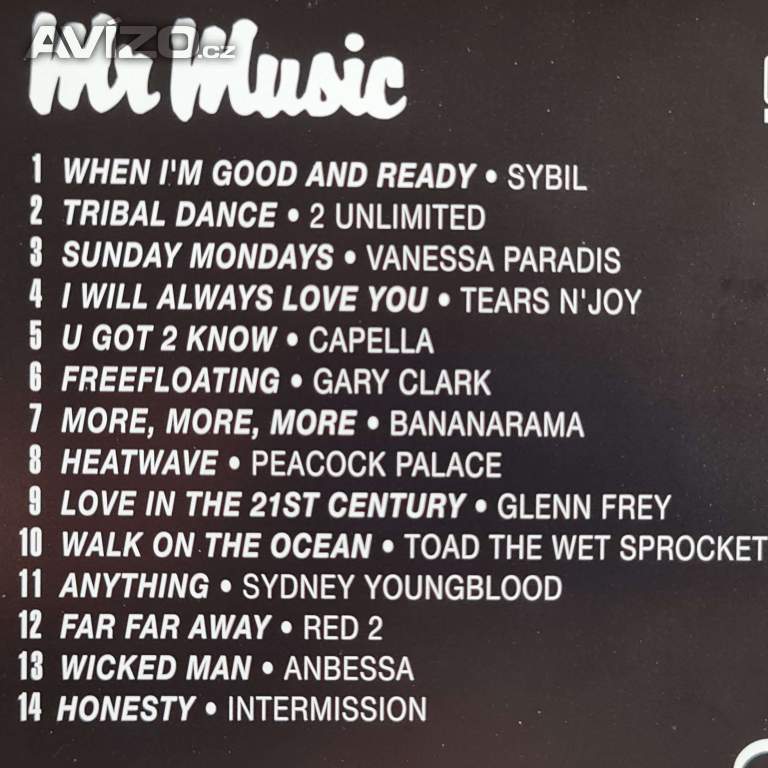 AVÍZO.cz
Mr Music
1 WHEN I'M GOOD AND READY • SYBIL
2 TRIBAL DANCE • 2 UNLIMITED
3 SUNDAY MONDAYS • VANESSA PARADIS
4 I WILL ALWAYS LOVE YOU • TEARS N'JOY
5 U GOT 2 KNOW • CAPELLA
6 FREEFLOATING • GARY CLARK
7 MORE, MORE, MORE • BANANARAMA
8 HEATWAVE • PEACOCK PALACE
9 LOVE IN THE 21ST CENTURY • GLENN FREY
10 WALK ON THE OCEAN • TOAD THE WET SPROCKET
11 ANYTHING • SYDNEY YOUNGBLOOD
12 FAR FAR AWAY • RED 2
13 WICKED MAN • ANBESSA
14 HONESTY • INTERMISSION